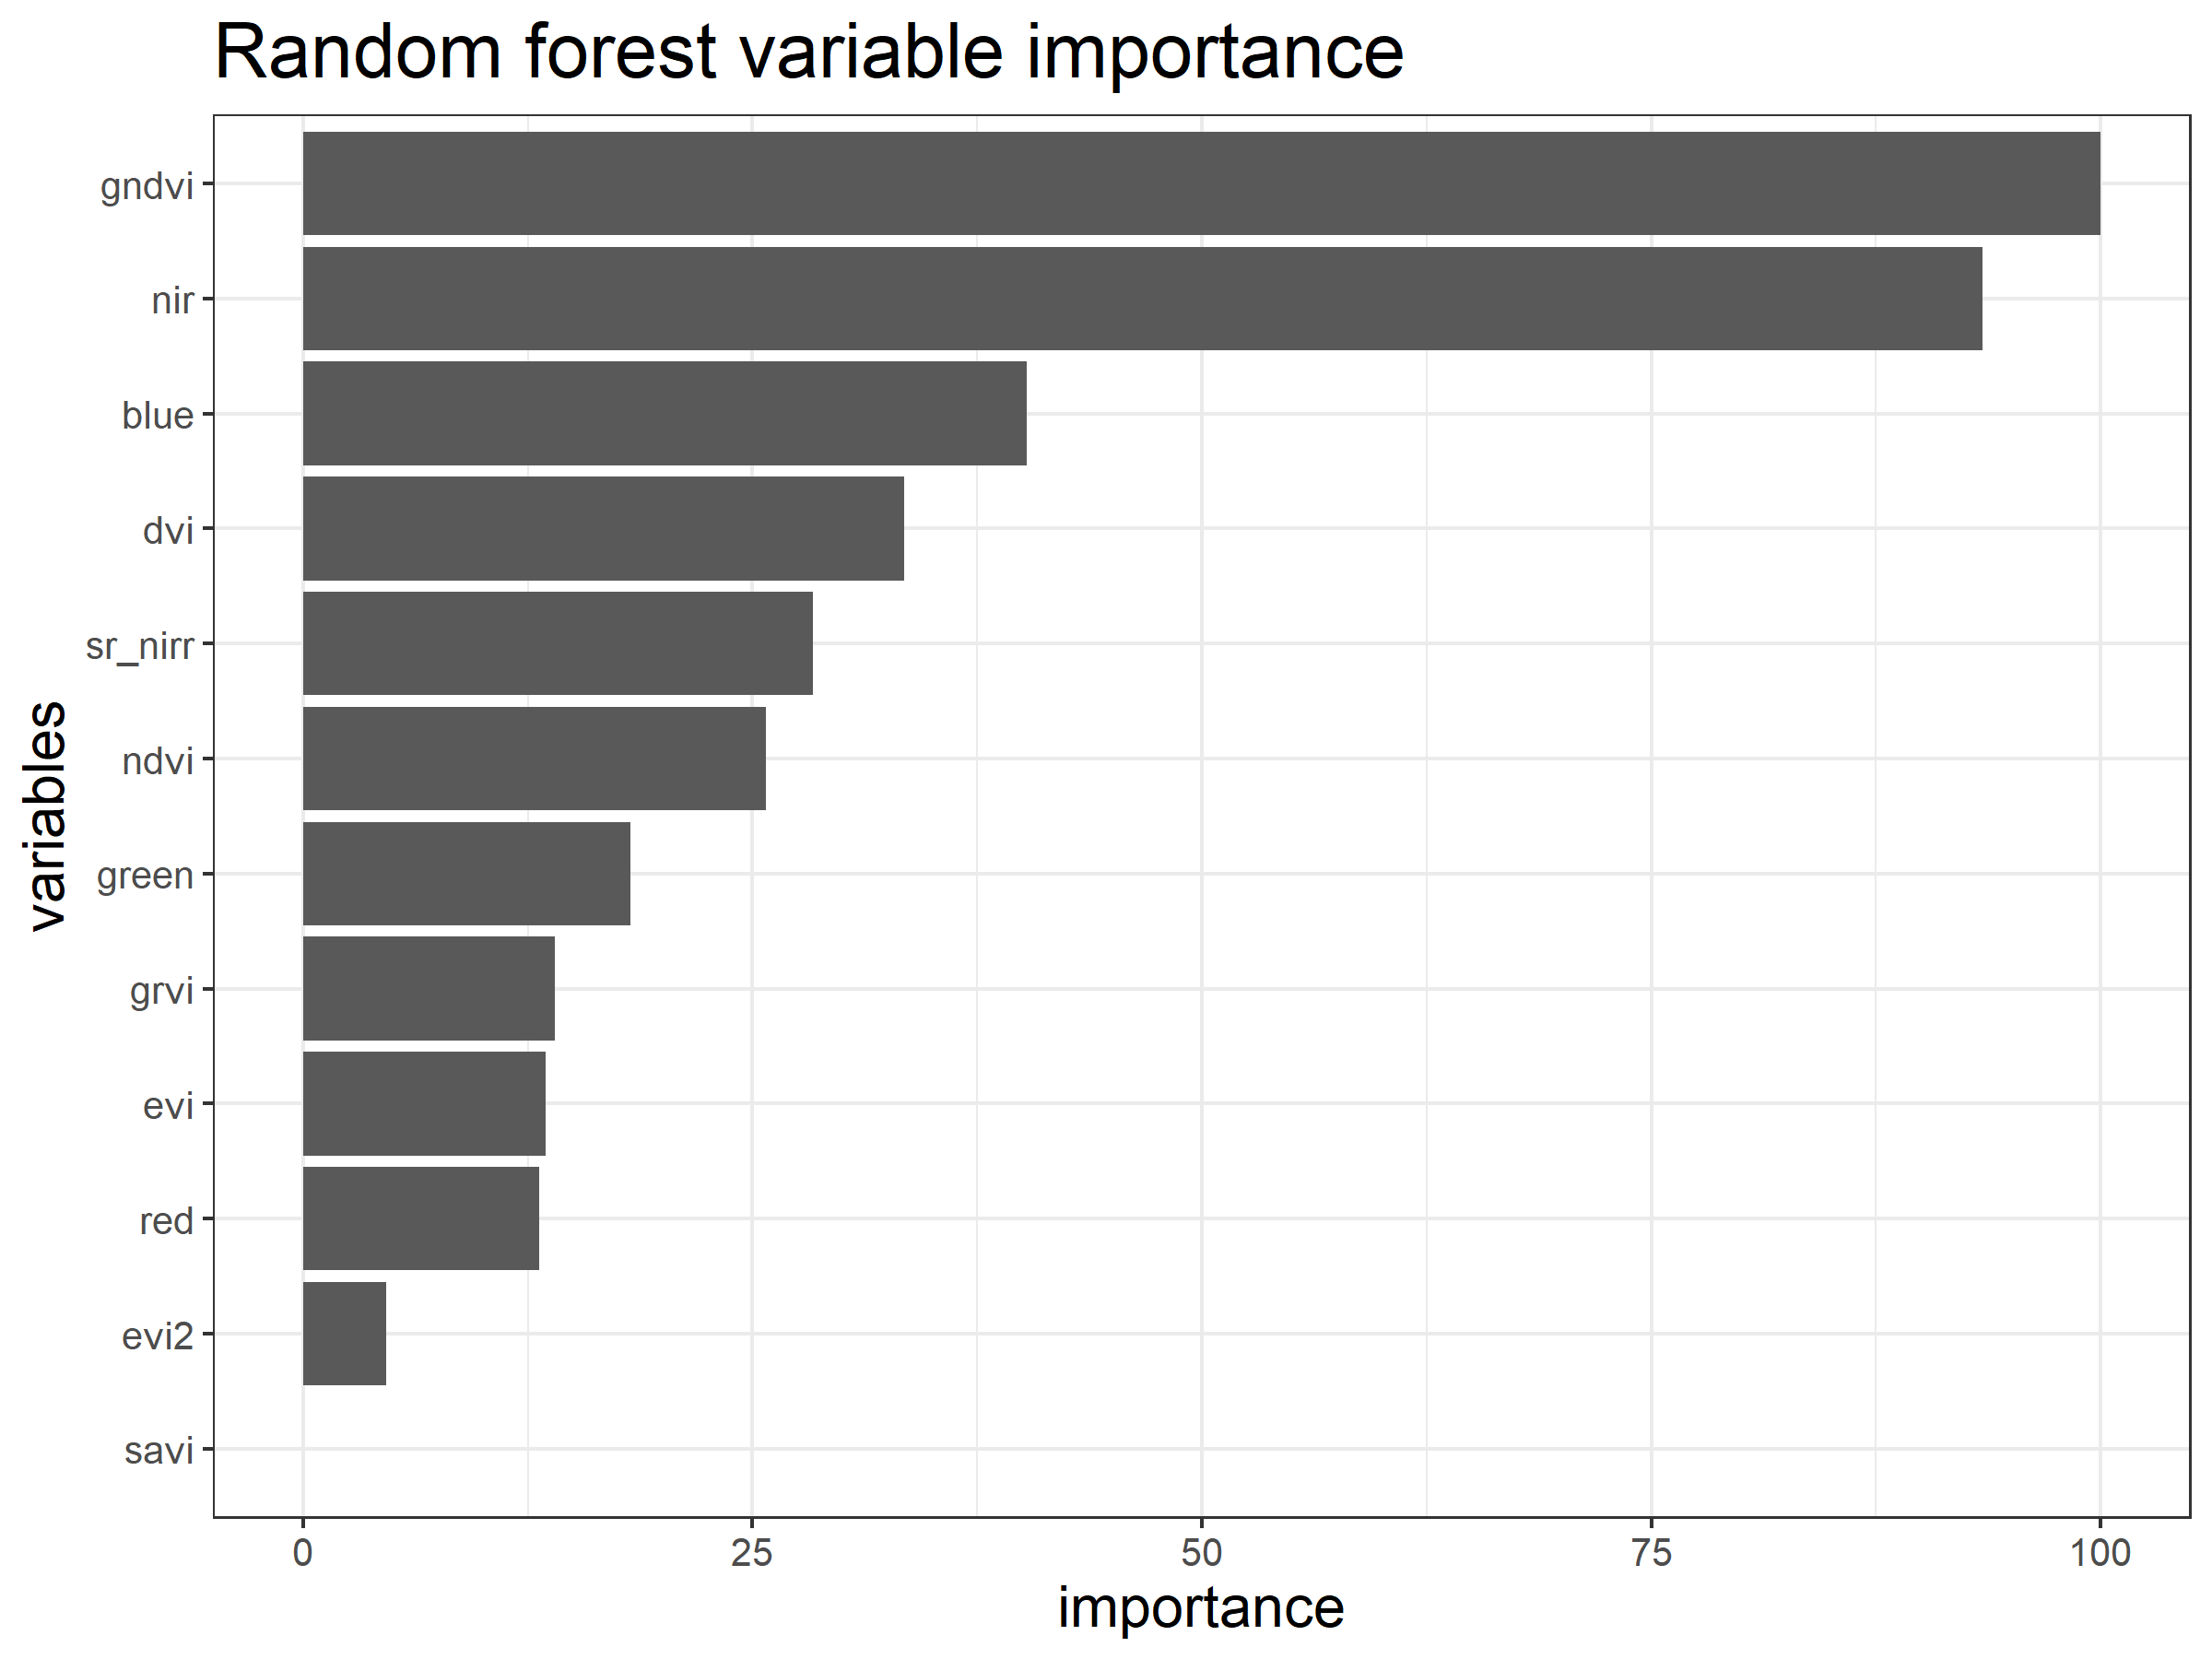 Random forest variable importance
gndvi
nir
blue
dvi
sr_nirr
ndvi
green
grvi
evi
red
evi2
savi
variables
0 25 50 75 100
importance